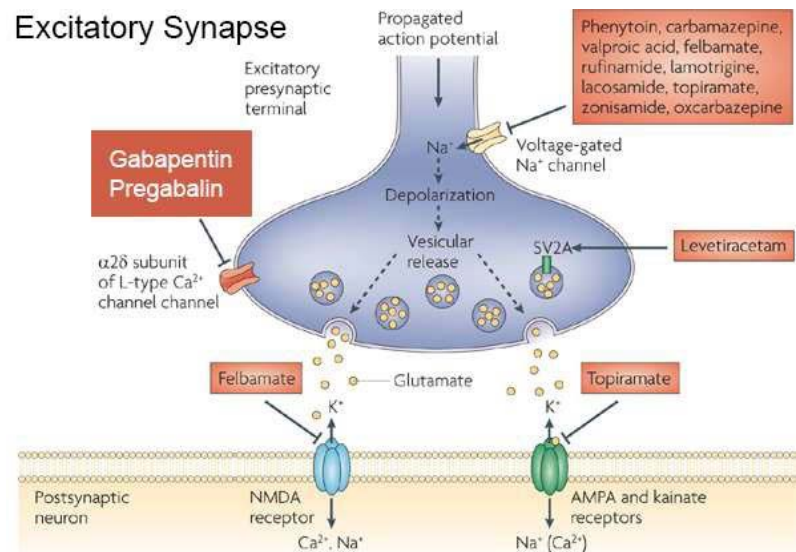 Excitatory Synapse
Propagated
action potential
Phenytoin, carbamazepine,
valproic acid, felbamate,
rufinamide, lamotrigine,
lacosamide, topiramate,
zonisamide, oxcarbazepine
Excitatory
presynaptic
terminal
Gabapentin
Pregabalin
Na⁺
Voltage-gated
Na⁺ channel
Depolarization
Vesicular
release
SV2A
Levetiracetam
α2δ subunit
of L-type Ca²⁺
channel channel
Felbamate
Glutamate
Topiramate
K⁺
K⁺
Postsynaptic
neuron
NMDA
receptor
AMPA and kainate
receptors
Ca²⁺, Na⁺
Na⁺ (Ca²⁺)